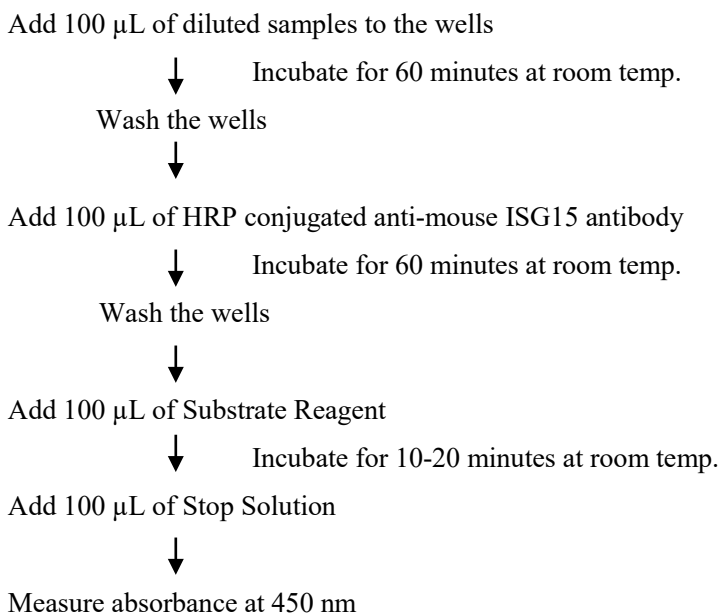 Add 100 µL of diluted samples to the wells
Incubate for 60 minutes at room temp.
Wash the wells
Add 100 µL of HRP conjugated anti-mouse ISG15 antibody
Incubate for 60 minutes at room temp.
Wash the wells
Add 100 µL of Substrate Reagent
Incubate for 10-20 minutes at room temp.
Add 100 µL of Stop Solution
Measure absorbance at 450 nm